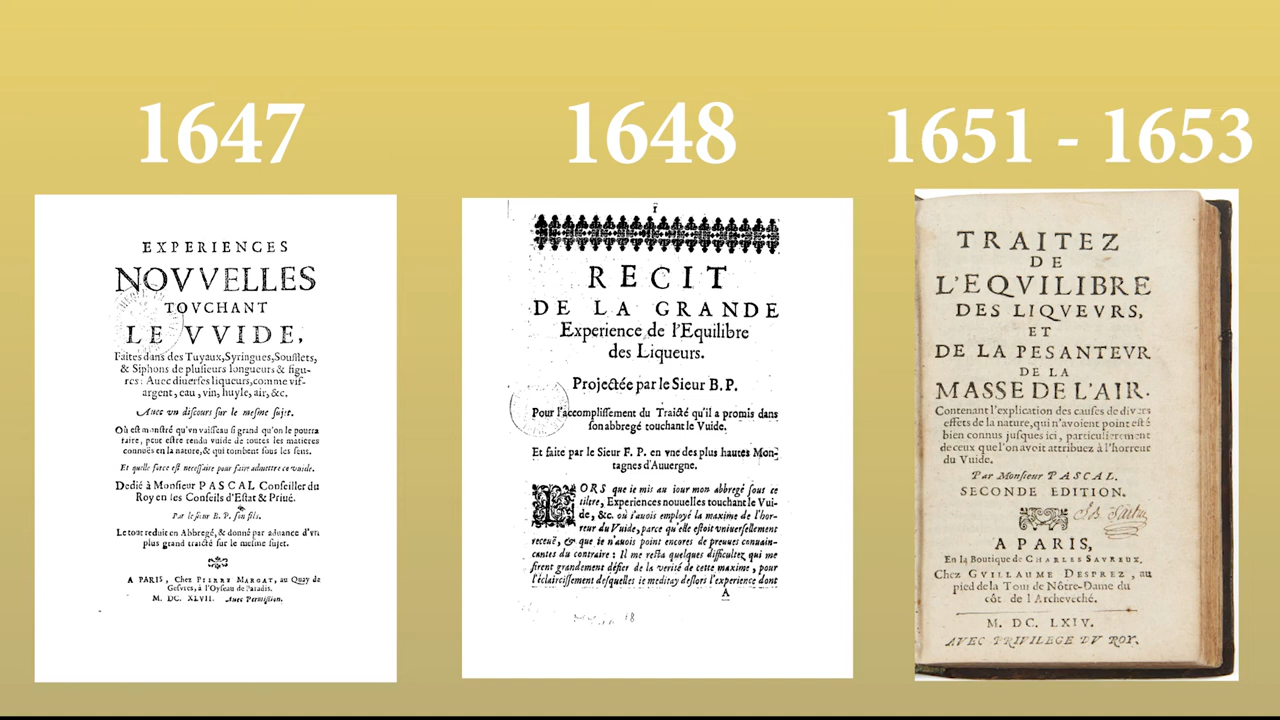 1647
EXPERIENCES
NOVVELLES
TOVCHANT
LE VVIDE,
Faites dans des Tuyaux, Syringues, Soufflets,
& Siphons de plusieurs longueurs & figu-
res: Auec diuerses liqueurs, comme vif-
argent, eau, vin, huyle, air, &c.
Auec vn discours sur le mesme sujet.
Où est monstré qu'vn vaisseau si grand qu'on le pourra
faire, peut estre rendu vuide de toutes les matieres
connuës en la nature, & qui tombent sous les sens.
Et quelle force est necessaire pour faire admettre ce vuide.
Dedié à Monsieur PASCAL Conseiller du
Roy en ses Conseils d'Estat & Priué.
Par le sieur B. P. son fils.
Le tout reduit en Abbregé, & donné par aduance d'vn
plus grand traicté sur le mesme sujet.
A PARIS, Chez PIERRE MARGAT, au Quay de
Gesvres, à l'Oyseau de Paradis.
M. DC. XLVII. Auec Permission.
1648
RECIT
DE LA GRANDE
Experience de l'Equilibre
des Liqueurs.
Projectée par le Sieur B. P.
Pour l'accomplissement du Traicté qu'il a promis dans
son abbregé touchant le Vuide.
Et faite par le Sieur F. P. en vne des plus hautes Mon-
tagnes d'Auuergne.
LORS que ie mis au iour mon abbregé sous ce
tiltre, Experiences nouuelles touchant le Vui-
de, &c. où i'auois employé la maxime de l'hor-
reur du Vuide, parce qu'elle estoit vniuersellement
receuë, & que ie n'auois point encores de preuues conuain-
cantes du contraire: Il me resta quelques difficultez qui me
firent grandement défier de la verité de cette maxime, pour
l'éclaircissement desquelles ie meditay deslors l'experience dont
A
1651 - 1653
TRAITEZ
DE
L'EQVILIBRE
DES LIQVEVRS,
ET
DE LA PESANTEVR
DE LA
MASSE DE L'AIR.
Contenant l'explication des causes de divers
effets de la nature, qui n'avoient point esté
bien connus jusques ici, particulierement
de ceux que l'on avoit attribuez à l'horreur
du Vuide.
Par Monsieur PASCAL.
SECONDE EDITION.
A PARIS,
En la Boutique de CHARLES SAVREUX.
Chez GVILLAUME DESPREZ, au
pied de la Tour de Nôtre-Dame du
côté de l'Archeveché.
M. DC. LXIV.
AVEC PRIVILEGE DV ROY.